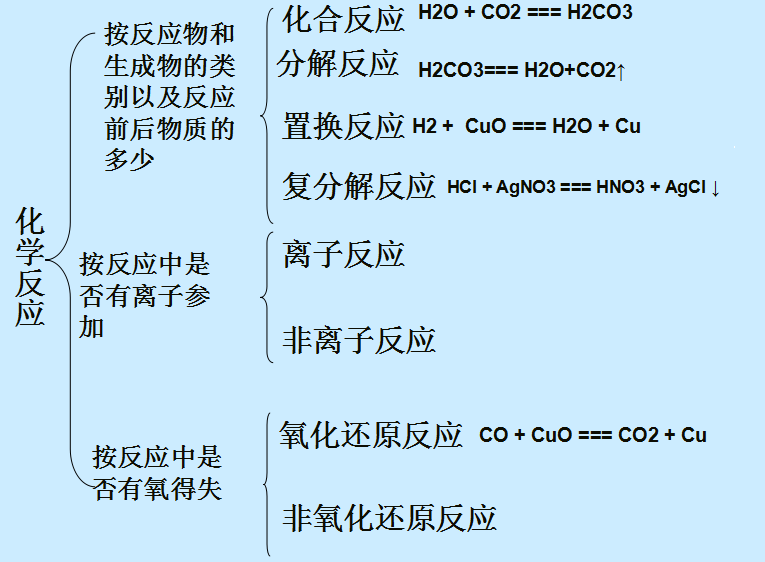 化学反应
按反应物和
生成物的类
别以及反应
前后物质的
多少
化合反应 H2O + CO2 === H2CO3
分解反应 H2CO3=== H2O+CO2↑
置换反应 H2 + CuO === H2O + Cu
复分解反应 HCl + AgNO3 === HNO3 + AgCl ↓
按反应中是
否有离子参
加
离子反应
非离子反应
按反应中是
否有氧得失
氧化还原反应 CO + CuO === CO2 + Cu
非氧化还原反应